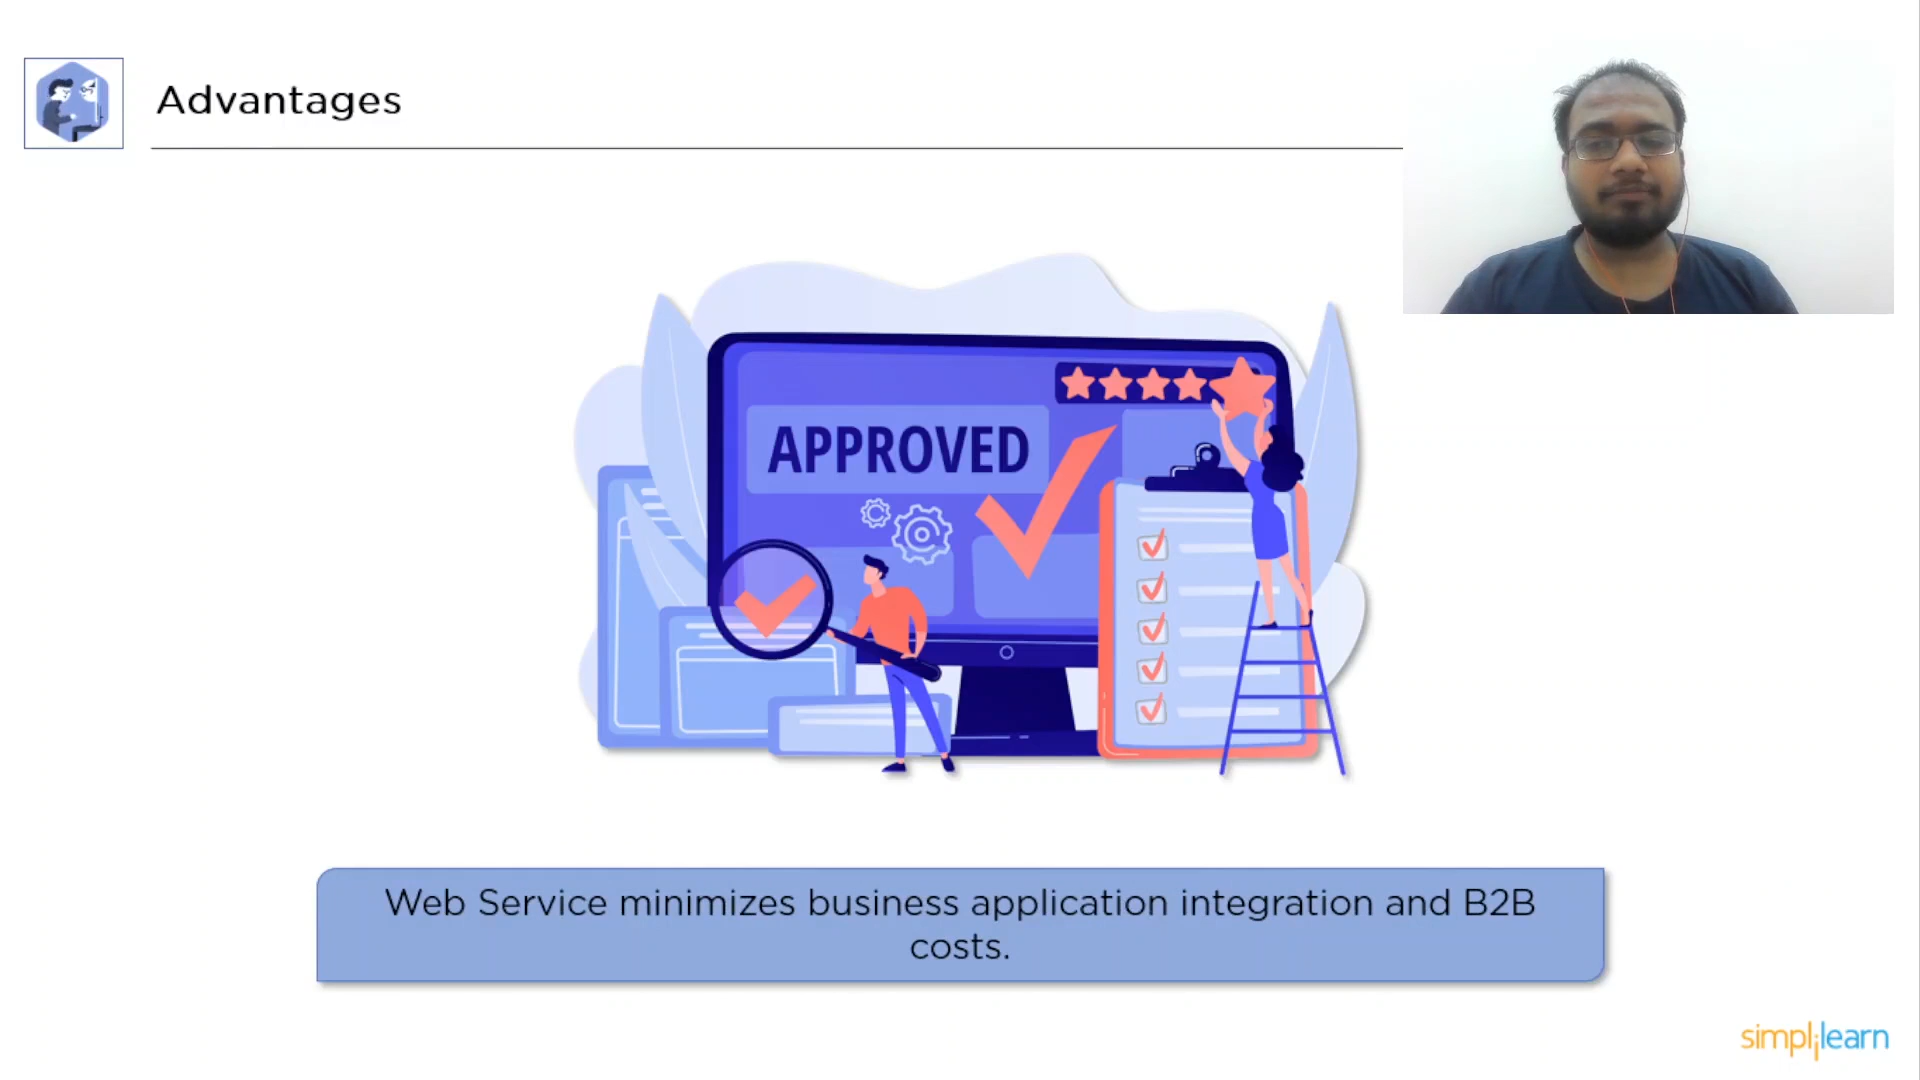 Advantages
APPROVED
Web Service minimizes business application integration and B2B
costs.
simplilearn